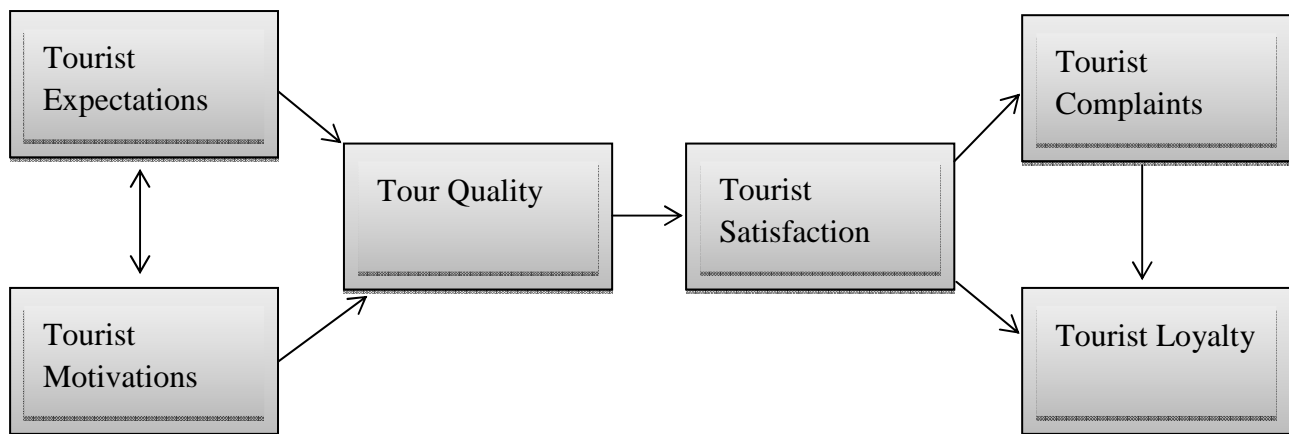 Tourist
Expectations
Tourist
Motivations
Tour Quality
Tourist
Satisfaction
Tourist
Complaints
Tourist Loyalty